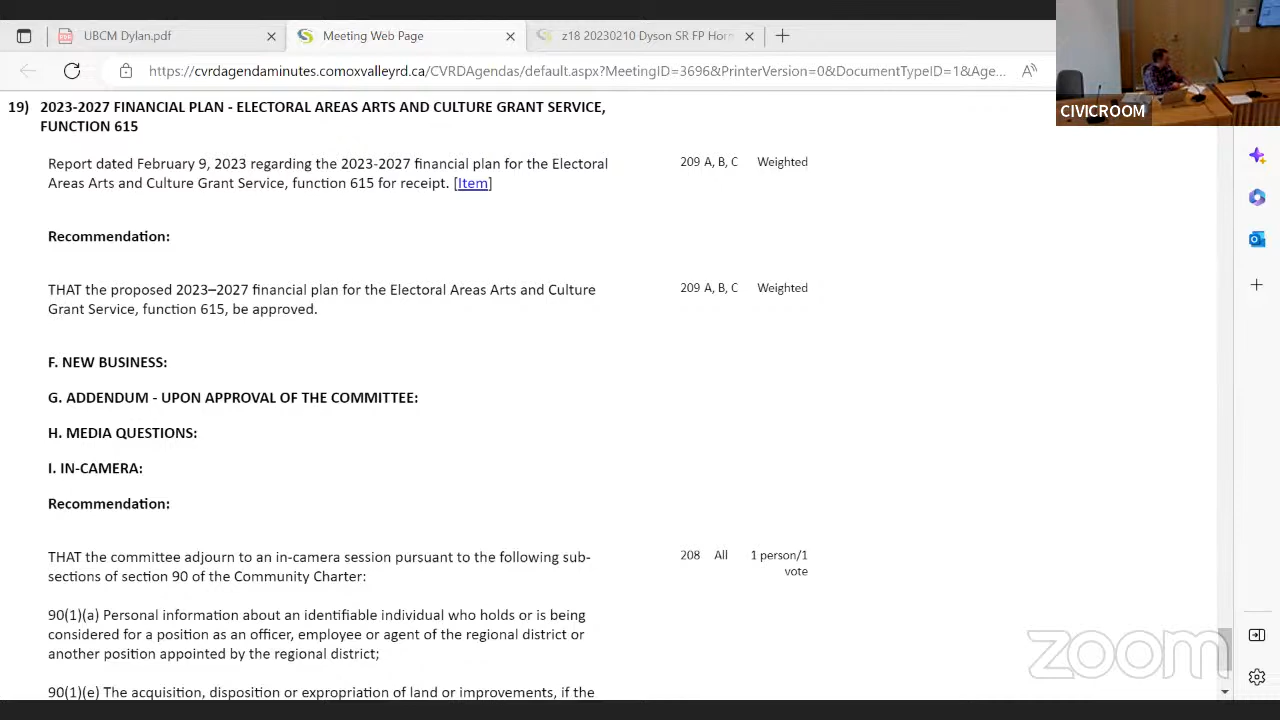 UBCM Dylan.pdf
Meeting Web Page
z18 20230210 Dyson SR FP Horn
https://cvrdagendaminutes.comoxvalleyrd.ca/CVRDAgendas/default.aspx?MeetingID=3696&PrinterVersion=0&DocumentTypeID=1&Age...
CIVICROOM
19) 2023-2027 FINANCIAL PLAN - ELECTORAL AREAS ARTS AND CULTURE GRANT SERVICE,
FUNCTION 615
Report dated February 9, 2023 regarding the 2023-2027 financial plan for the Electoral 209 A, B, C Weighted
Areas Arts and Culture Grant Service, function 615 for receipt. [Item]
Recommendation:
THAT the proposed 2023–2027 financial plan for the Electoral Areas Arts and Culture 209 A, B, C Weighted
Grant Service, function 615, be approved.
F. NEW BUSINESS:
G. ADDENDUM - UPON APPROVAL OF THE COMMITTEE:
H. MEDIA QUESTIONS:
I. IN-CAMERA:
Recommendation:
THAT the committee adjourn to an in-camera session pursuant to the following sub- 208 All 1 person/1
sections of section 90 of the Community Charter: vote
90(1)(a) Personal information about an identifiable individual who holds or is being
considered for a position as an officer, employee or agent of the regional district or
another position appointed by the regional district;
90(1)(e) The acquisition, disposition or expropriation of land or improvements, if the
zoom